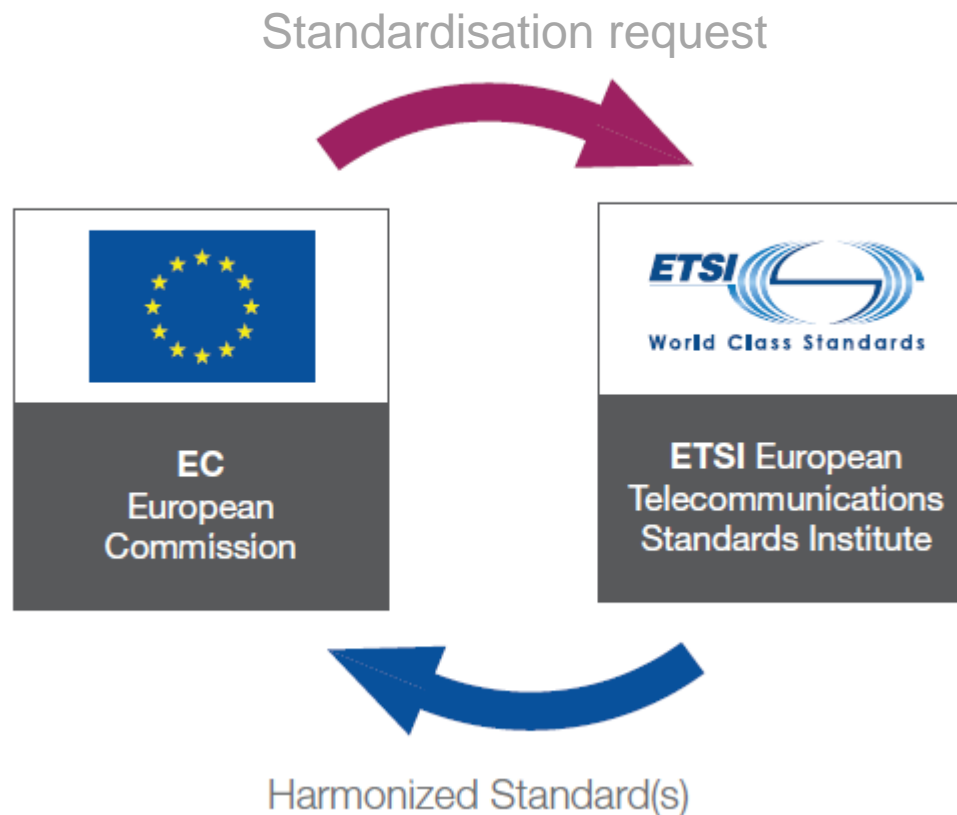 Standardisation request
ETSI
World Class Standards
EC
European
Commission
ETSI European
Telecommunications
Standards Institute
Harmonized Standard(s)